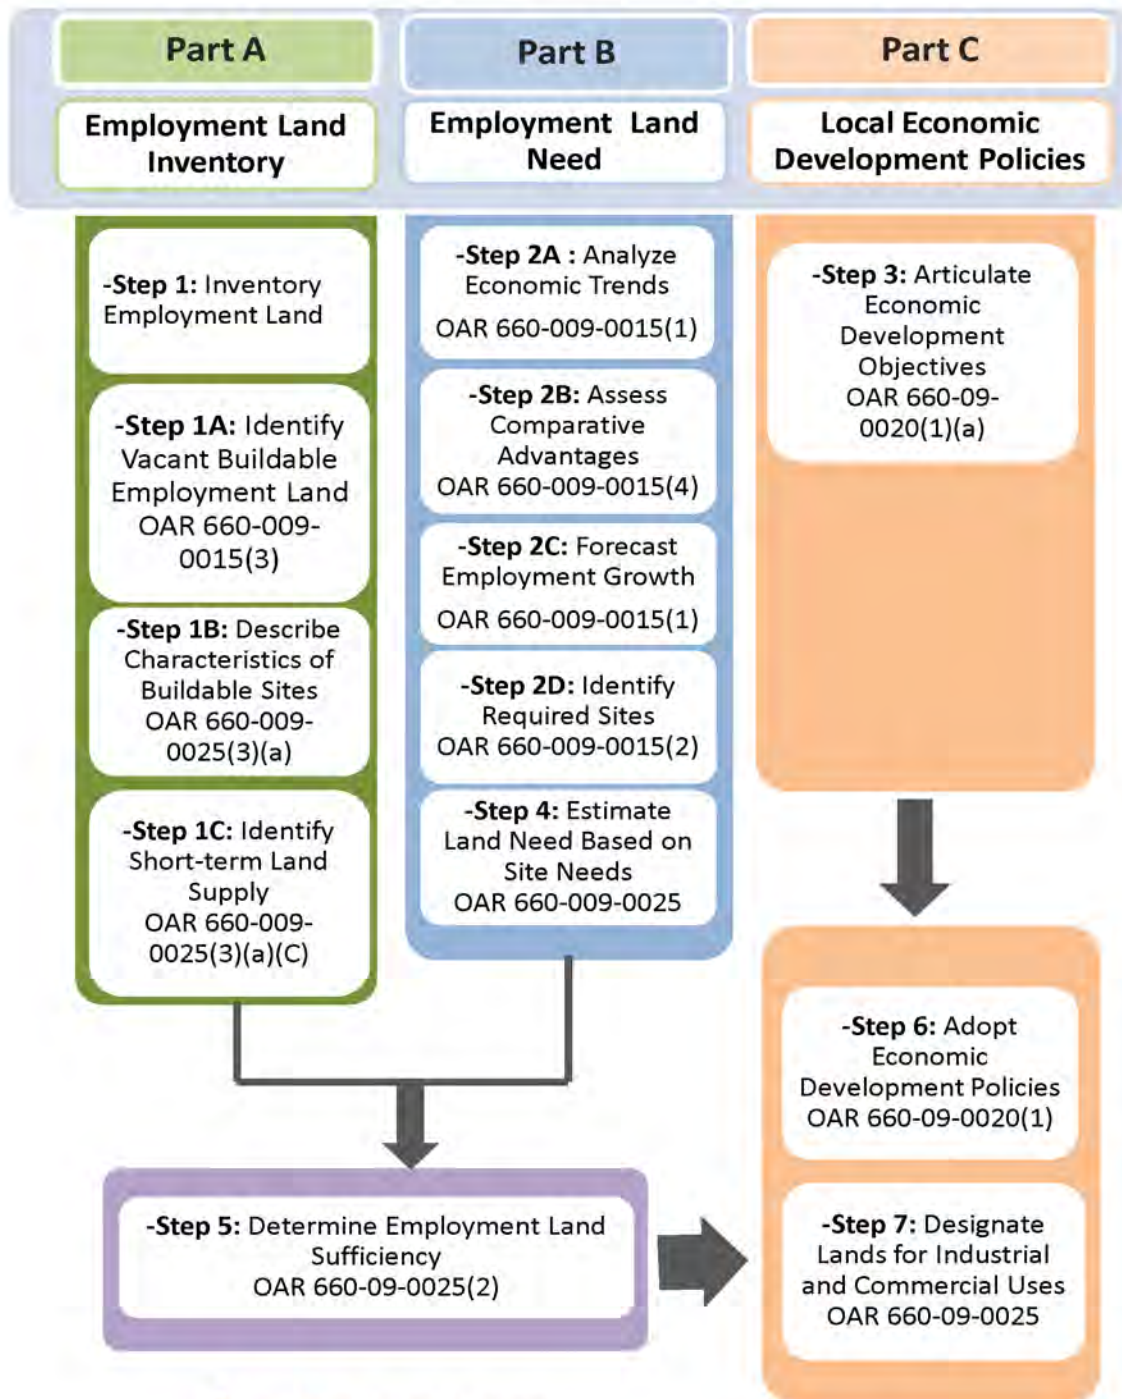 Part A
Employment Land
Inventory
-Step 1: Inventory
Employment Land
-Step 1A: Identify
Vacant Buildable
Employment Land
OAR 660-009-
0015(3)
-Step 1B: Describe
Characteristics of
Buildable Sites
OAR 660-009-
0025(3)(a)
-Step 1C: Identify
Short-term Land
Supply
OAR 660-009-
0025(3)(a)(C)
Part B
Employment Land
Need
-Step 2A : Analyze
Economic Trends
OAR 660-009-0015(1)
-Step 2B: Assess
Comparative
Advantages
OAR 660-009-0015(4)
-Step 2C: Forecast
Employment Growth
OAR 660-009-0015(1)
-Step 2D: Identify
Required Sites
OAR 660-009-0015(2)
-Step 4: Estimate
Land Need Based on
Site Needs
OAR 660-009-0025
Part C
Local Economic
Development Policies
-Step 3: Articulate
Economic
Development
Objectives
OAR 660-09-
0020(1)(a)
-Step 5: Determine Employment Land
Sufficiency
OAR 660-09-0025(2)
-Step 6: Adopt
Economic
Development Policies
OAR 660-09-0020(1)
-Step 7: Designate
Lands for Industrial
and Commercial Uses
OAR 660-09-0025